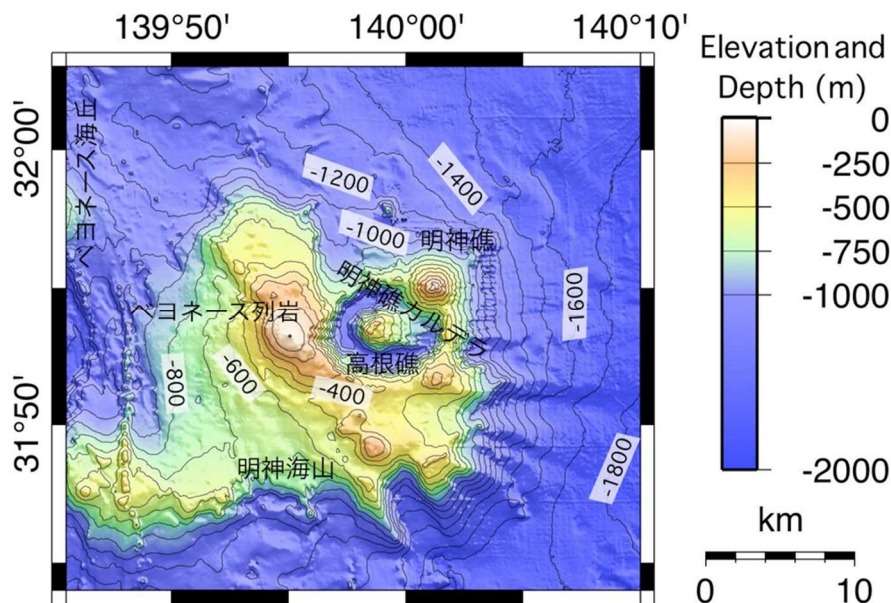 139°50' 140°00' 140°10'
Elevation and
Depth (m)
0
-250
-500
-750
-1000
-2000
km
0 10
32°00'
31°50'
ベヨネース海丘
-1200
-1400
-1000
明神礁
明神礁カルデラ
-1600
ベヨネース列岩
高根礁
-800
-600
-400
明神海山
-1800